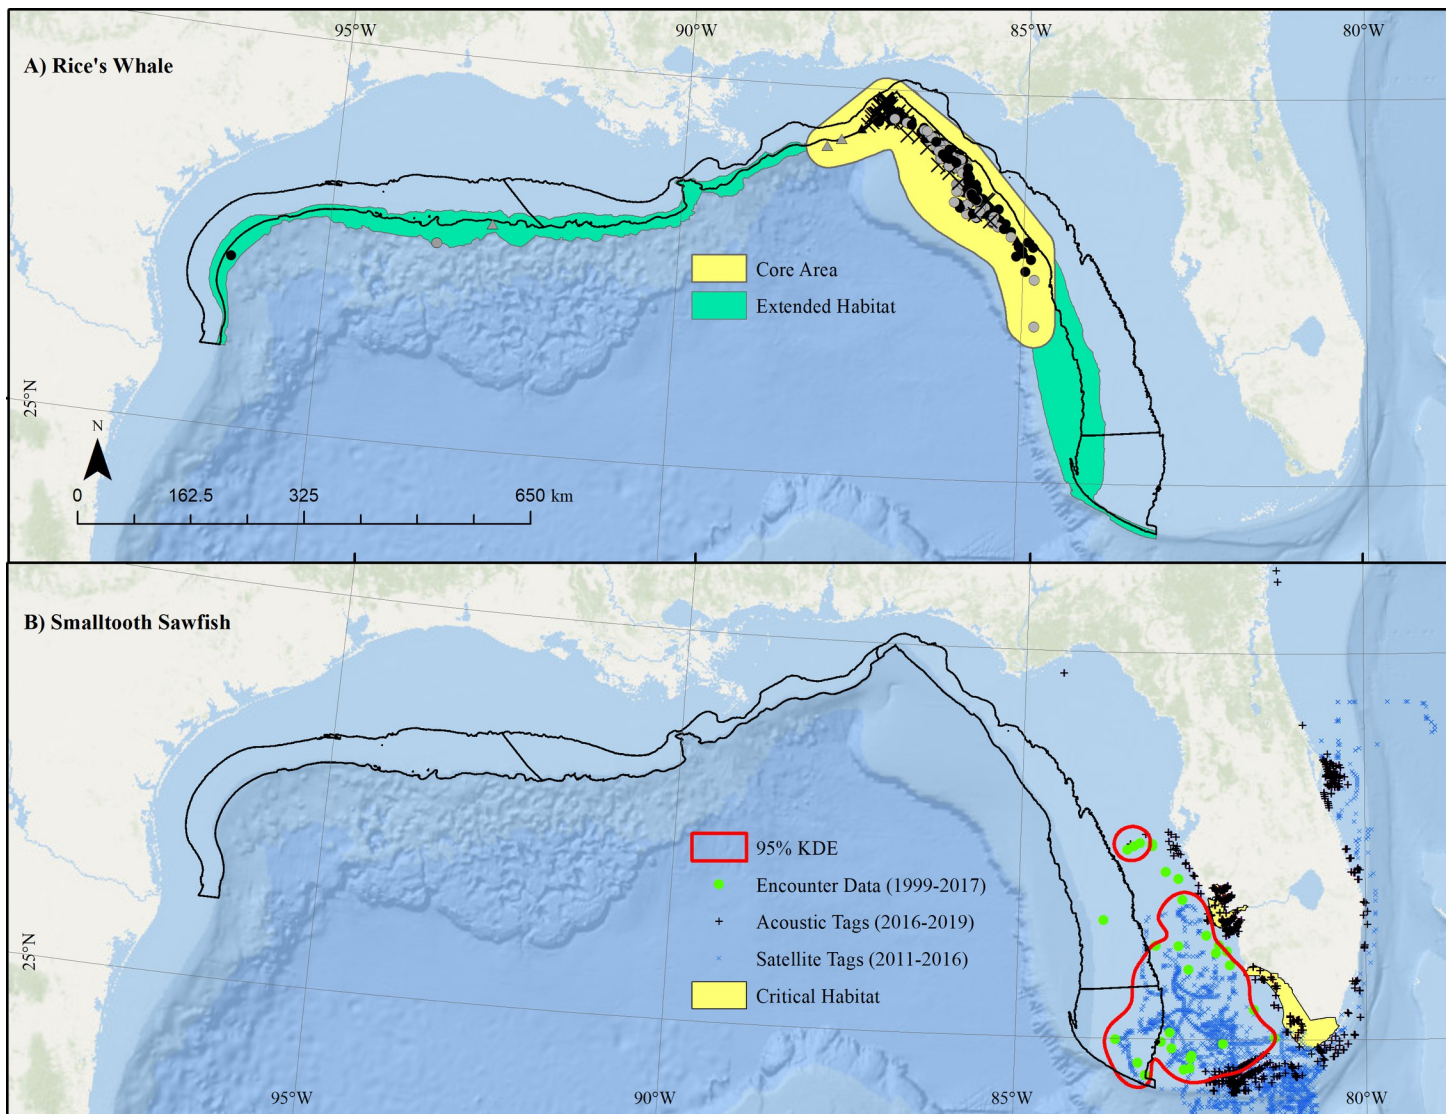 95°W 90°W 85°W 80°W
A) Rice's Whale
Core Area
Extended Habitat
25°N
N
0 162.5 325 650 km
B) Smalltooth Sawfish
95% KDE
Encounter Data (1999-2017)
Acoustic Tags (2016-2019)
25°N
Satellite Tags (2011-2016)
Critical Habitat
95°W 90°W 85°W 80°W